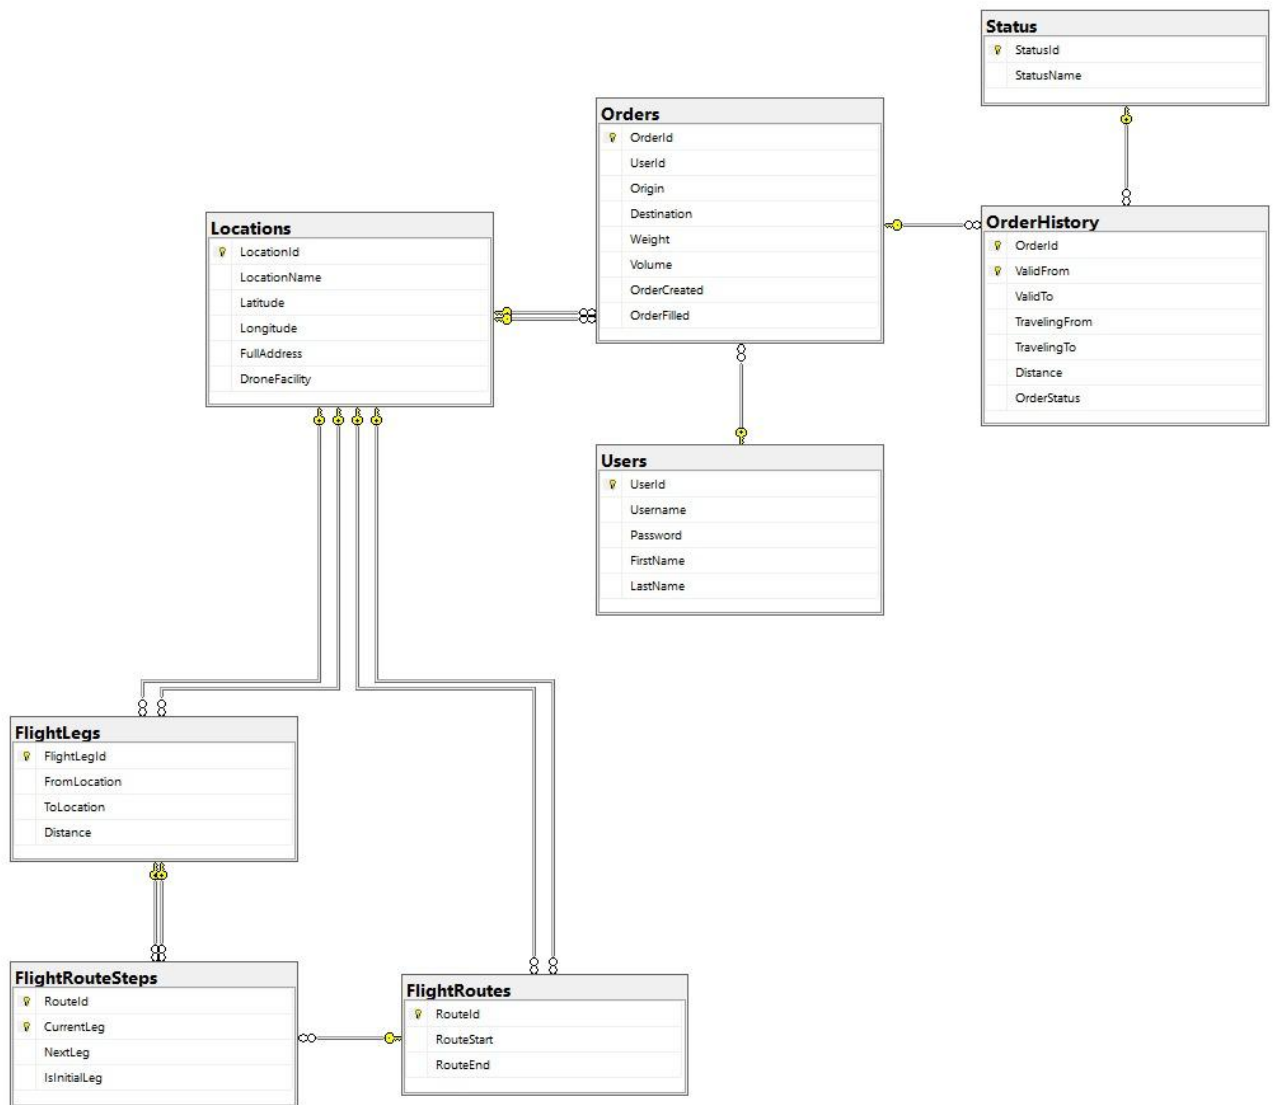 Status
StatusId
StatusName
Orders
OrderId
UserId
Origin
Destination
Weight
Volume
OrderCreated
OrderFilled
OrderHistory
OrderId
ValidFrom
ValidTo
TravelingFrom
TravelingTo
Distance
OrderStatus
Locations
LocationId
LocationName
Latitude
Longitude
FullAddress
DroneFacility
Users
UserId
Username
Password
FirstName
LastName
FlightLegs
FlightLegId
FromLocation
ToLocation
Distance
FlightRouteSteps
RouteId
CurrentLeg
NextLeg
IsInitialLeg
FlightRoutes
RouteId
RouteStart
RouteEnd